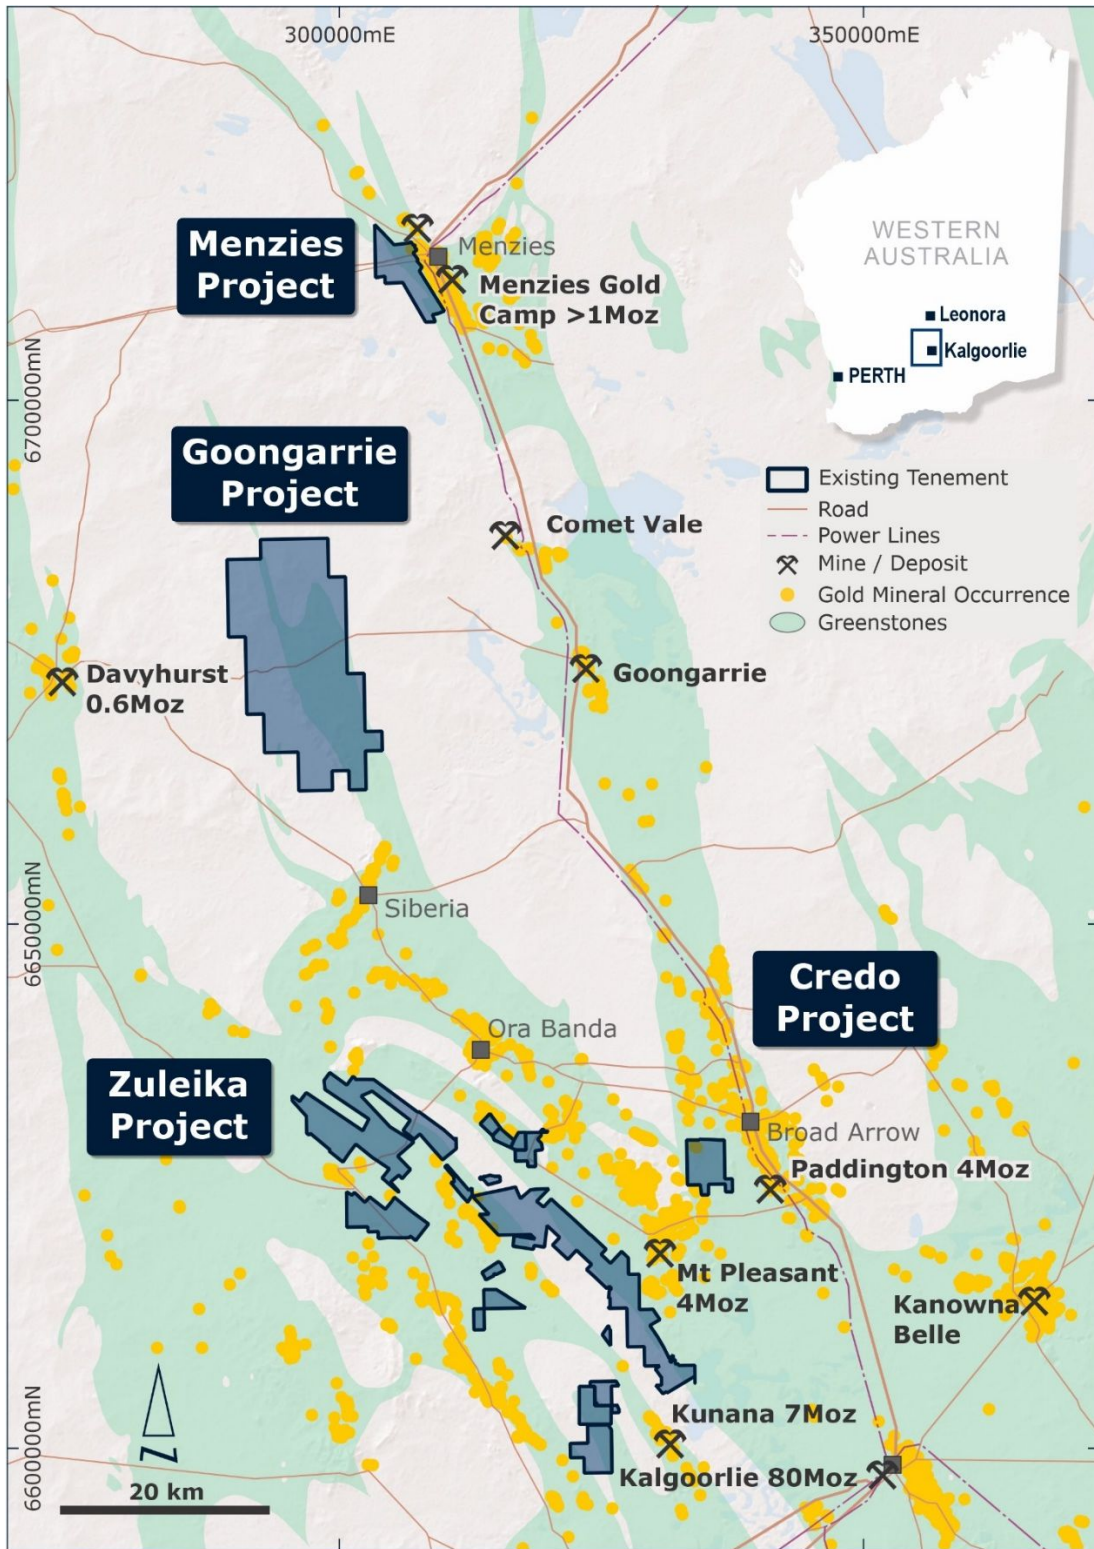 300000mE
350000mE
WESTERN
AUSTRALIA
Leonora
Kalgoorlie
PERTH
Menzies
Project
Menzies
Menzies Gold
Camp >1Moz
6700000mN
Goongarrie
Project
Existing Tenement
Road
Power Lines
Mine / Deposit
Gold Mineral Occurrence
Greenstones
Comet Vale
Davyhurst
0.6Moz
Goongarrie
Siberia
6650000mN
Credo
Project
Ora Banda
Zuleika
Project
Broad Arrow
Paddington 4Moz
Mt Pleasant
4Moz
Kanowna
Belle
Kunana 7Moz
Kalgoorlie 80Moz
6600000mN
N
20 km